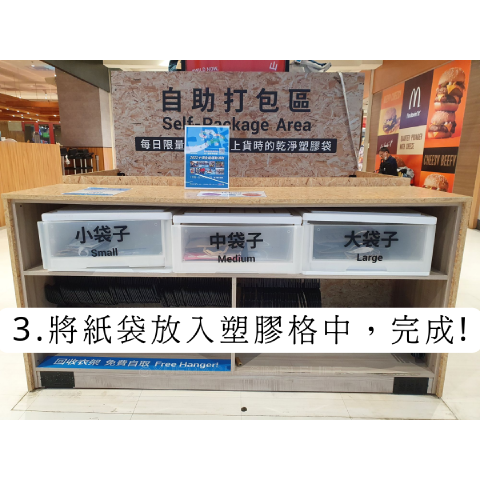 自助打包區
Self-Package Area
每日限量
上貨時的乾淨塑膠袋
小袋子
Small
中袋子
Medium
大袋子
Large
3.將紙袋放入塑膠格中，完成!
回收衣架 免費自取 Free Hanger!
CHEESY BEEFY